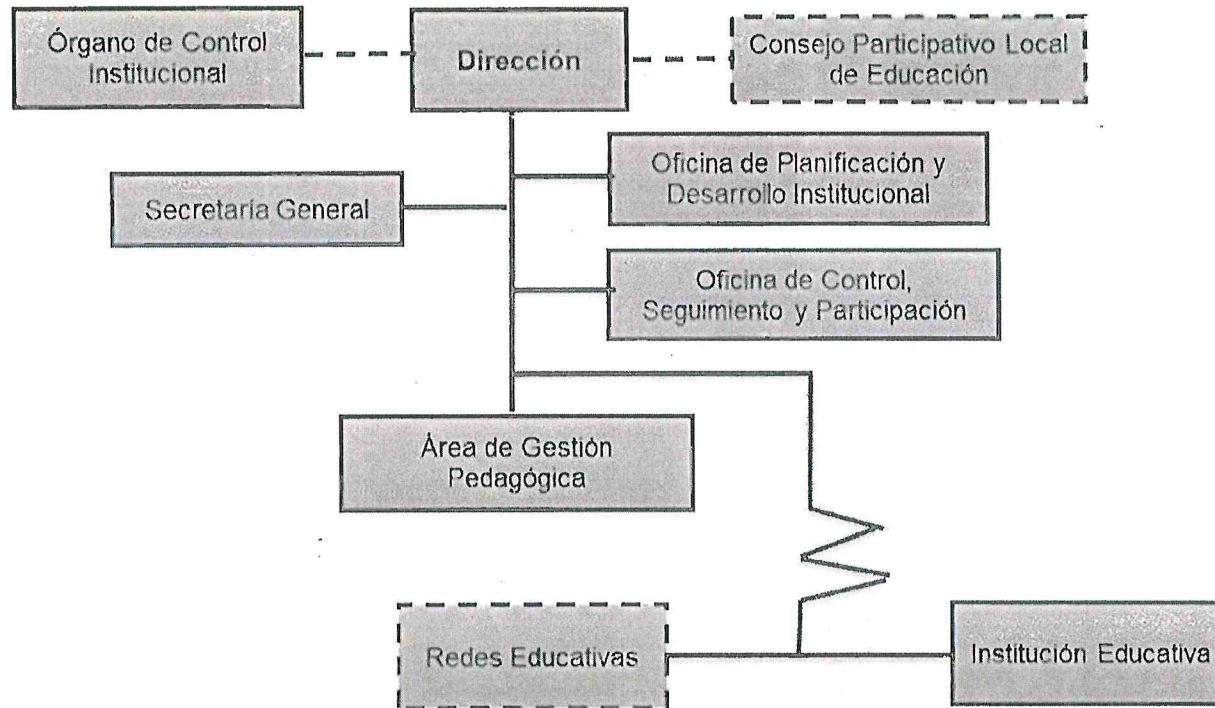 Órgano de Control
Institucional
Dirección
Consejo Participativo Local
de Educación
Oficina de Planificación y
Desarrollo Institucional
Secretaría General
Oficina de Control,
Seguimiento y Participación
Área de Gestión
Pedagógica
Redes Educativas
Institución Educativa